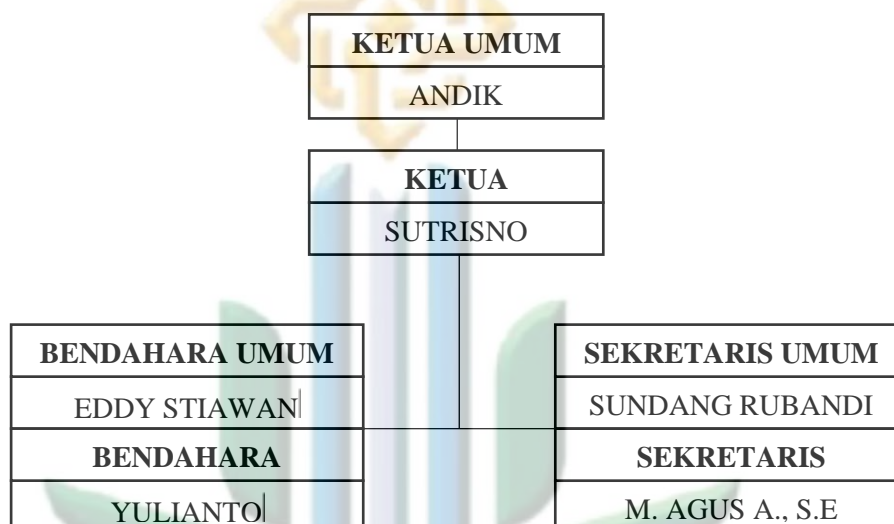 KETUA UMUM
ANDIK
KETUA
SUTRISNO
BENDAHARA UMUM
EDDY STIAWAN
BENDAHARA
YULIANTO
SEKRETARIS UMUM
SUNDANG RUBANDI
SEKRETARIS
M. AGUS A., S.E